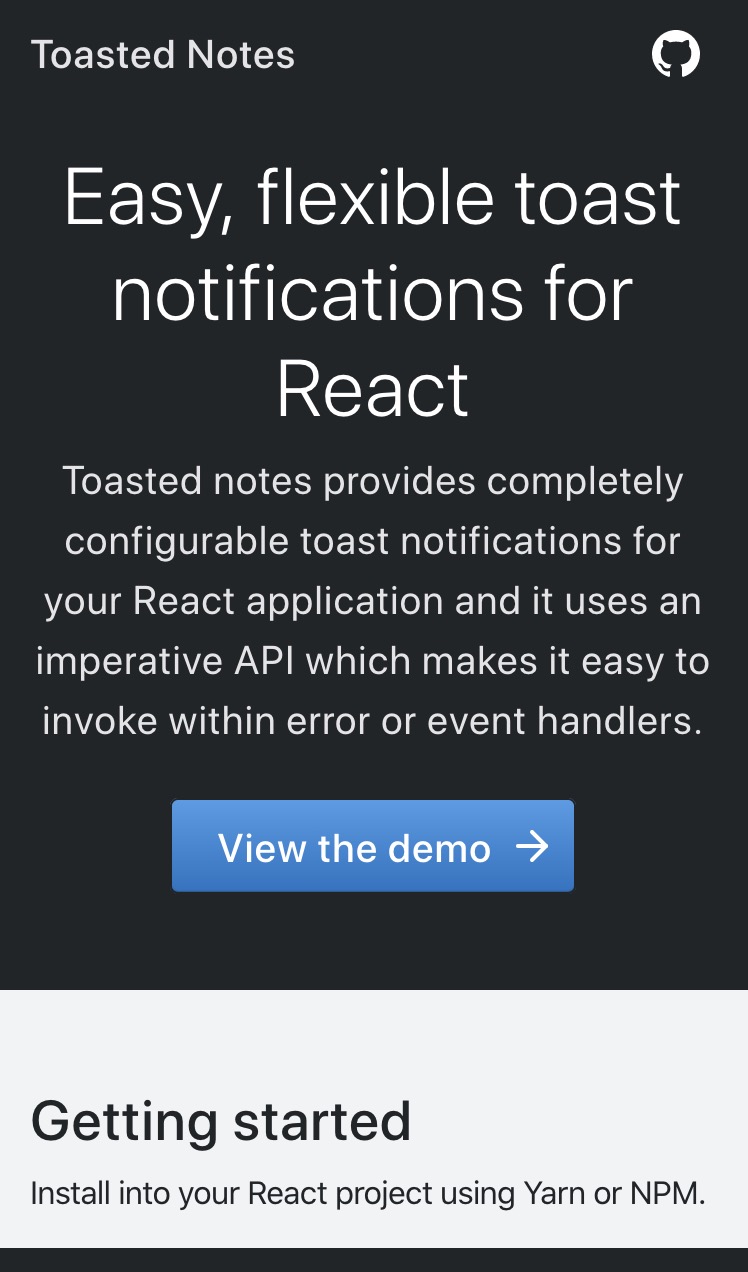 Toasted Notes
Easy, flexible toast
notifications for
React
Toasted notes provides completely
configurable toast notifications for
your React application and it uses an
imperative API which makes it easy to
invoke within error or event handlers.
View the demo →
Getting started
Install into your React project using Yarn or NPM.